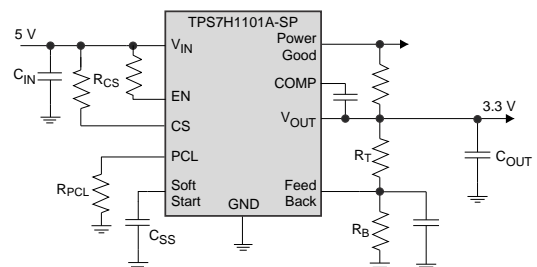 TPS7H1101A-SP
5 V
VIN
Power
Good
CIN
RCS
COMP
EN
3.3 V
CS
VOUT
PCL
RT
COUT
RPCL
Soft
Start
GND
Feed
Back
CSS
RB